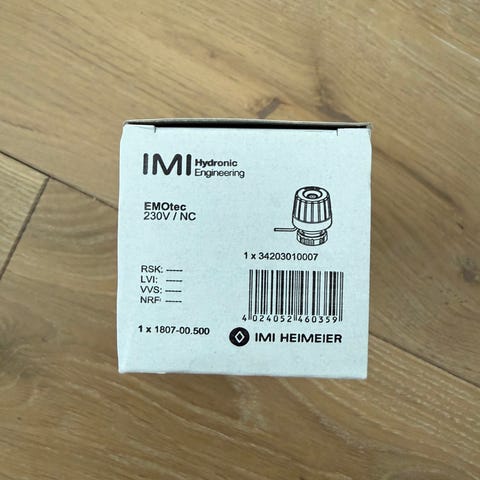 IMI Hydronic
Engineering
EMOtec
230V / NC
1 x 34203010007
RSK: -----
LVI: -----
VVS: -----
NRF: -----
4 024052 460359
1 x 1807-00.500
IMI HEIMEIER